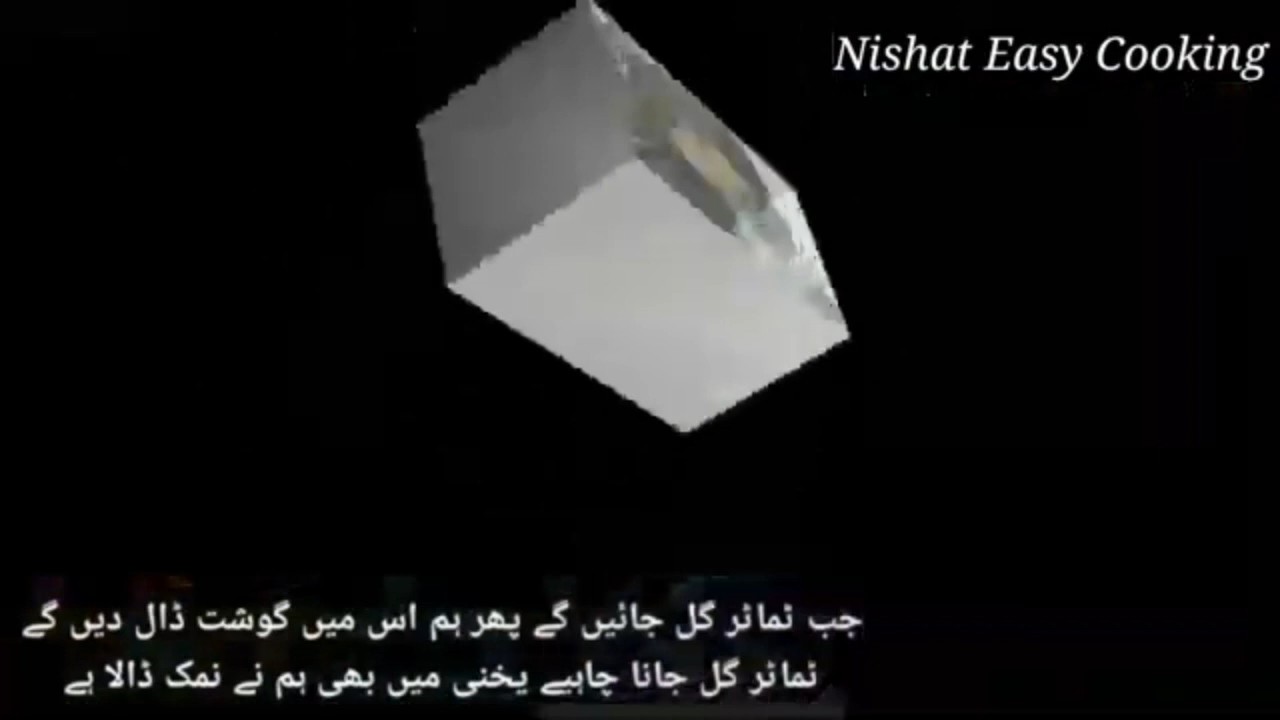 Nishat Easy Cooking
جب ٹماٹر گل جائیں گے پھر ہم اس میں گوشت ڈال دیں گے
ٹماٹر گل جانا چاہیے یخنی میں بھی ہم نے نمک ڈالا ہے